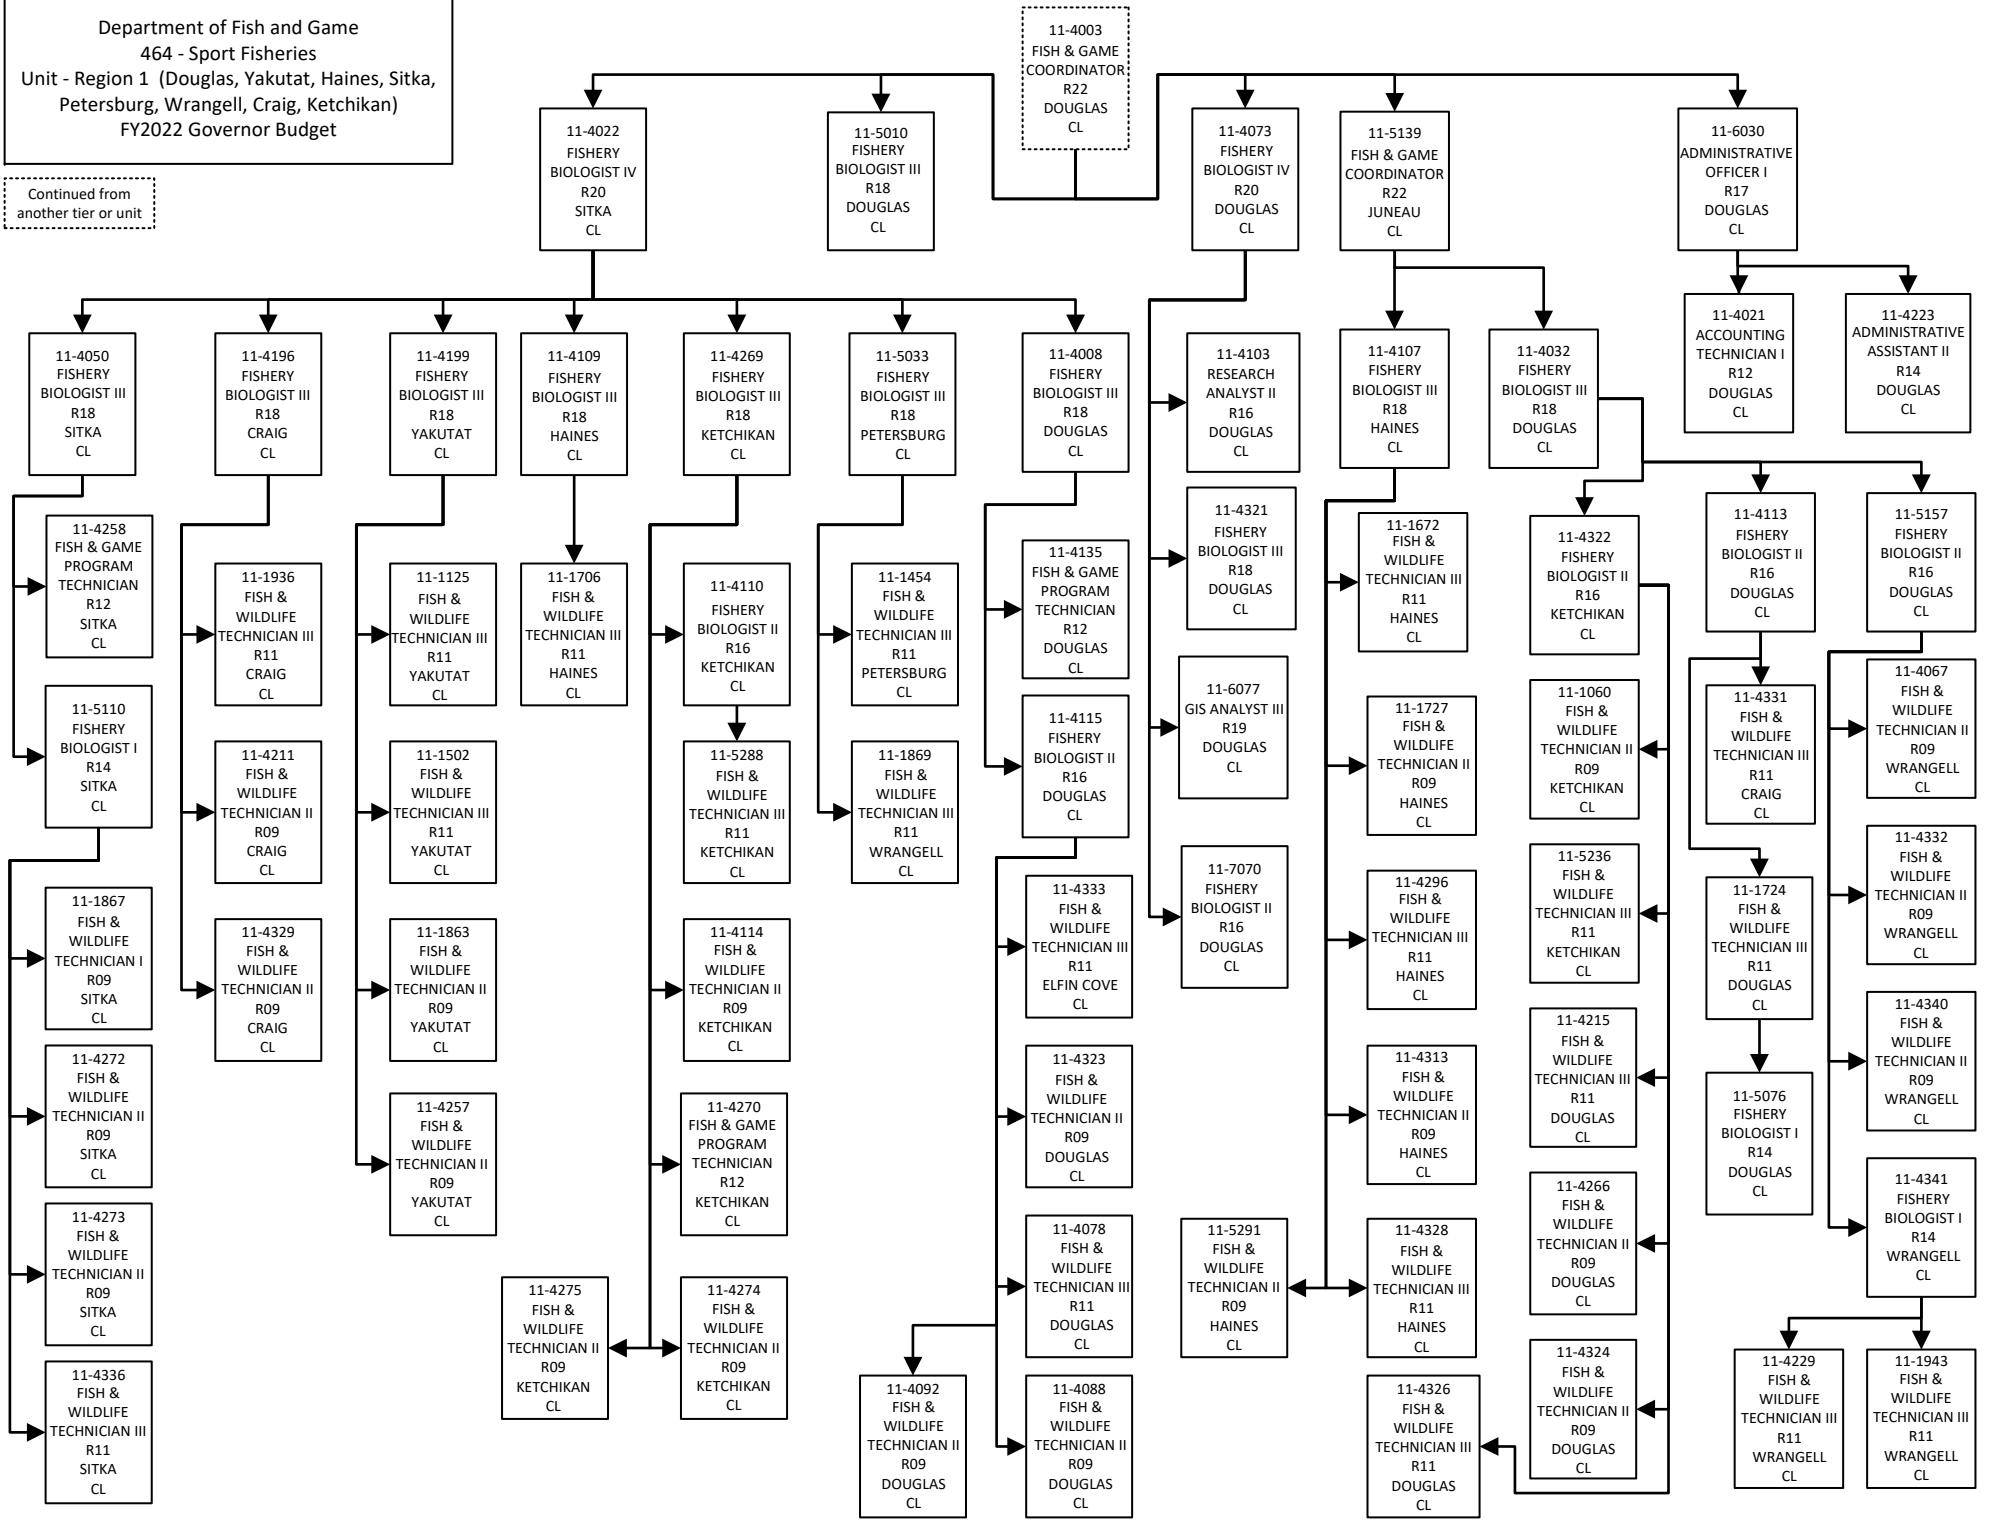 Department of Fish and Game
464 - Sport Fisheries
Unit - Region 1 (Douglas, Yakutat, Haines, Sitka,
Petersburg, Wrangell, Craig, Ketchikan)
FY2022 Governor Budget
Continued from
another tier or unit
11-4003
FISH & GAME
COORDINATOR
R22
DOUGLAS
CL
11-4022
FISHERY
BIOLOGIST IV
R20
SITKA
CL
11-5010
FISHERY
BIOLOGIST III
R18
DOUGLAS
CL
11-4073
FISHERY
BIOLOGIST IV
R20
DOUGLAS
CL
11-5139
FISH & GAME
COORDINATOR
R22
JUNEAU
CL
11-6030
ADMINISTRATIVE
OFFICER I
R17
DOUGLAS
CL
11-4021
ACCOUNTING
TECHNICIAN I
R12
DOUGLAS
CL
11-4223
ADMINISTRATIVE
ASSISTANT II
R14
DOUGLAS
CL
11-4050
FISHERY
BIOLOGIST III
R18
SITKA
CL
11-4196
FISHERY
BIOLOGIST III
R18
CRAIG
CL
11-4199
FISHERY
BIOLOGIST III
R18
YAKUTAT
CL
11-4109
FISHERY
BIOLOGIST III
R18
HAINES
CL
11-4269
FISHERY
BIOLOGIST III
R18
KETCHIKAN
CL
11-5033
FISHERY
BIOLOGIST III
R18
PETERSBURG
CL
11-4008
FISHERY
BIOLOGIST III
R18
DOUGLAS
CL
11-4103
RESEARCH
ANALYST II
R16
DOUGLAS
CL
11-4107
FISHERY
BIOLOGIST III
R18
HAINES
CL
11-4032
FISHERY
BIOLOGIST III
R18
DOUGLAS
CL
11-4258
FISH & GAME
PROGRAM
TECHNICIAN
R12
SITKA
CL
11-5110
FISHERY
BIOLOGIST I
R14
SITKA
CL
11-1867
FISH &
WILDLIFE
TECHNICIAN I
R09
SITKA
CL
11-4272
FISH &
WILDLIFE
TECHNICIAN II
R09
SITKA
CL
11-4273
FISH &
WILDLIFE
TECHNICIAN II
R09
SITKA
CL
11-4336
FISH &
WILDLIFE
TECHNICIAN III
R11
SITKA
CL
11-1936
FISH &
WILDLIFE
TECHNICIAN III
R11
CRAIG
CL
11-4211
FISH &
WILDLIFE
TECHNICIAN II
R09
CRAIG
CL
11-4329
FISH &
WILDLIFE
TECHNICIAN II
R09
CRAIG
CL
11-1125
FISH &
WILDLIFE
TECHNICIAN III
R11
YAKUTAT
CL
11-1502
FISH &
WILDLIFE
TECHNICIAN III
R11
YAKUTAT
CL
11-1863
FISH &
WILDLIFE
TECHNICIAN II
R09
YAKUTAT
CL
11-4257
FISH &
WILDLIFE
TECHNICIAN II
R09
YAKUTAT
CL
11-1706
FISH &
WILDLIFE
TECHNICIAN III
R11
HAINES
CL
11-4110
FISHERY
BIOLOGIST II
R16
KETCHIKAN
CL
11-5288
FISH &
WILDLIFE
TECHNICIAN III
R11
KETCHIKAN
CL
11-4114
FISH &
WILDLIFE
TECHNICIAN II
R09
KETCHIKAN
CL
11-4270
FISH & GAME
PROGRAM
TECHNICIAN
R12
KETCHIKAN
CL
11-4275
FISH &
WILDLIFE
TECHNICIAN II
R09
KETCHIKAN
CL
11-4274
FISH &
WILDLIFE
TECHNICIAN II
R09
KETCHIKAN
CL
11-1454
FISH &
WILDLIFE
TECHNICIAN III
R11
PETERSBURG
CL
11-1869
FISH &
WILDLIFE
TECHNICIAN III
R11
WRANGELL
CL
11-4135
FISH & GAME
PROGRAM
TECHNICIAN
R12
DOUGLAS
CL
11-4115
FISHERY
BIOLOGIST II
R16
DOUGLAS
CL
11-4333
FISH &
WILDLIFE
TECHNICIAN III
R11
ELFIN COVE
CL
11-4323
FISH &
WILDLIFE
TECHNICIAN II
R09
DOUGLAS
CL
11-4078
FISH &
WILDLIFE
TECHNICIAN III
R11
DOUGLAS
CL
11-4092
FISH &
WILDLIFE
TECHNICIAN II
R09
DOUGLAS
CL
11-4088
FISH &
WILDLIFE
TECHNICIAN II
R09
DOUGLAS
CL
11-4321
FISHERY
BIOLOGIST III
R18
DOUGLAS
CL
11-6077
GIS ANALYST III
R19
DOUGLAS
CL
11-7070
FISHERY
BIOLOGIST II
R16
DOUGLAS
CL
11-1672
FISH &
WILDLIFE
TECHNICIAN III
R11
HAINES
CL
11-1727
FISH &
WILDLIFE
TECHNICIAN II
R09
HAINES
CL
11-4296
FISH &
WILDLIFE
TECHNICIAN III
R11
HAINES
CL
11-4313
FISH &
WILDLIFE
TECHNICIAN II
R09
HAINES
CL
11-5291
FISH &
WILDLIFE
TECHNICIAN II
R09
HAINES
CL
11-4328
FISH &
WILDLIFE
TECHNICIAN III
R11
HAINES
CL
11-4322
FISHERY
BIOLOGIST II
R16
KETCHIKAN
CL
11-1060
FISH &
WILDLIFE
TECHNICIAN II
R09
KETCHIKAN
CL
11-5236
FISH &
WILDLIFE
TECHNICIAN III
R11
KETCHIKAN
CL
11-4215
FISH &
WILDLIFE
TECHNICIAN III
R11
DOUGLAS
CL
11-4266
FISH &
WILDLIFE
TECHNICIAN II
R09
DOUGLAS
CL
11-4324
FISH &
WILDLIFE
TECHNICIAN II
R09
DOUGLAS
CL
11-4326
FISH &
WILDLIFE
TECHNICIAN III
R11
DOUGLAS
CL
11-4113
FISHERY
BIOLOGIST II
R16
DOUGLAS
CL
11-4331
FISH &
WILDLIFE
TECHNICIAN III
R11
CRAIG
CL
11-1724
FISH &
WILDLIFE
TECHNICIAN III
R11
DOUGLAS
CL
11-5076
FISHERY
BIOLOGIST I
R14
DOUGLAS
CL
11-5157
FISHERY
BIOLOGIST II
R16
DOUGLAS
CL
11-4067
FISH &
WILDLIFE
TECHNICIAN II
R09
WRANGELL
CL
11-4332
FISH &
WILDLIFE
TECHNICIAN II
R09
WRANGELL
CL
11-4340
FISH &
WILDLIFE
TECHNICIAN II
R09
WRANGELL
CL
11-4341
FISHERY
BIOLOGIST I
R14
WRANGELL
CL
11-4229
FISH &
WILDLIFE
TECHNICIAN III
R11
WRANGELL
CL
11-1943
FISH &
WILDLIFE
TECHNICIAN III
R11
WRANGELL
CL